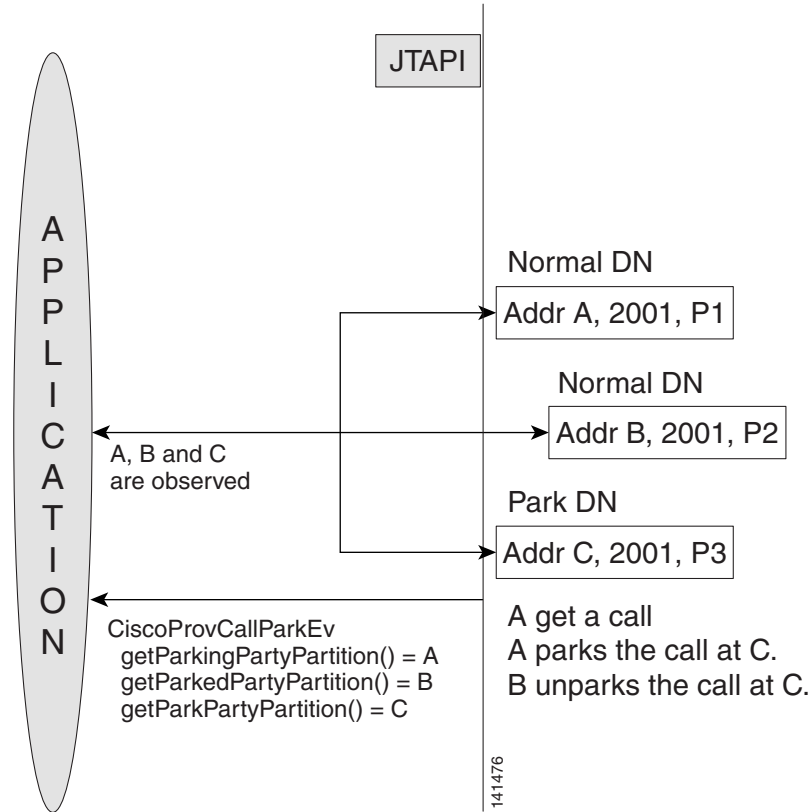 JTAPI
APPLICATION
Normal DN
Addr A, 2001, P1
Normal DN
Addr B, 2001, P2
A, B and C
are observed
Park DN
Addr C, 2001, P3
CiscoProvCallParkEv
getParkingPartyPartition() = A
getParkedPartyPartition() = B
getParkPartyPartition() = C
A get a call
A parks the call at C.
B unparks the call at C.
141476